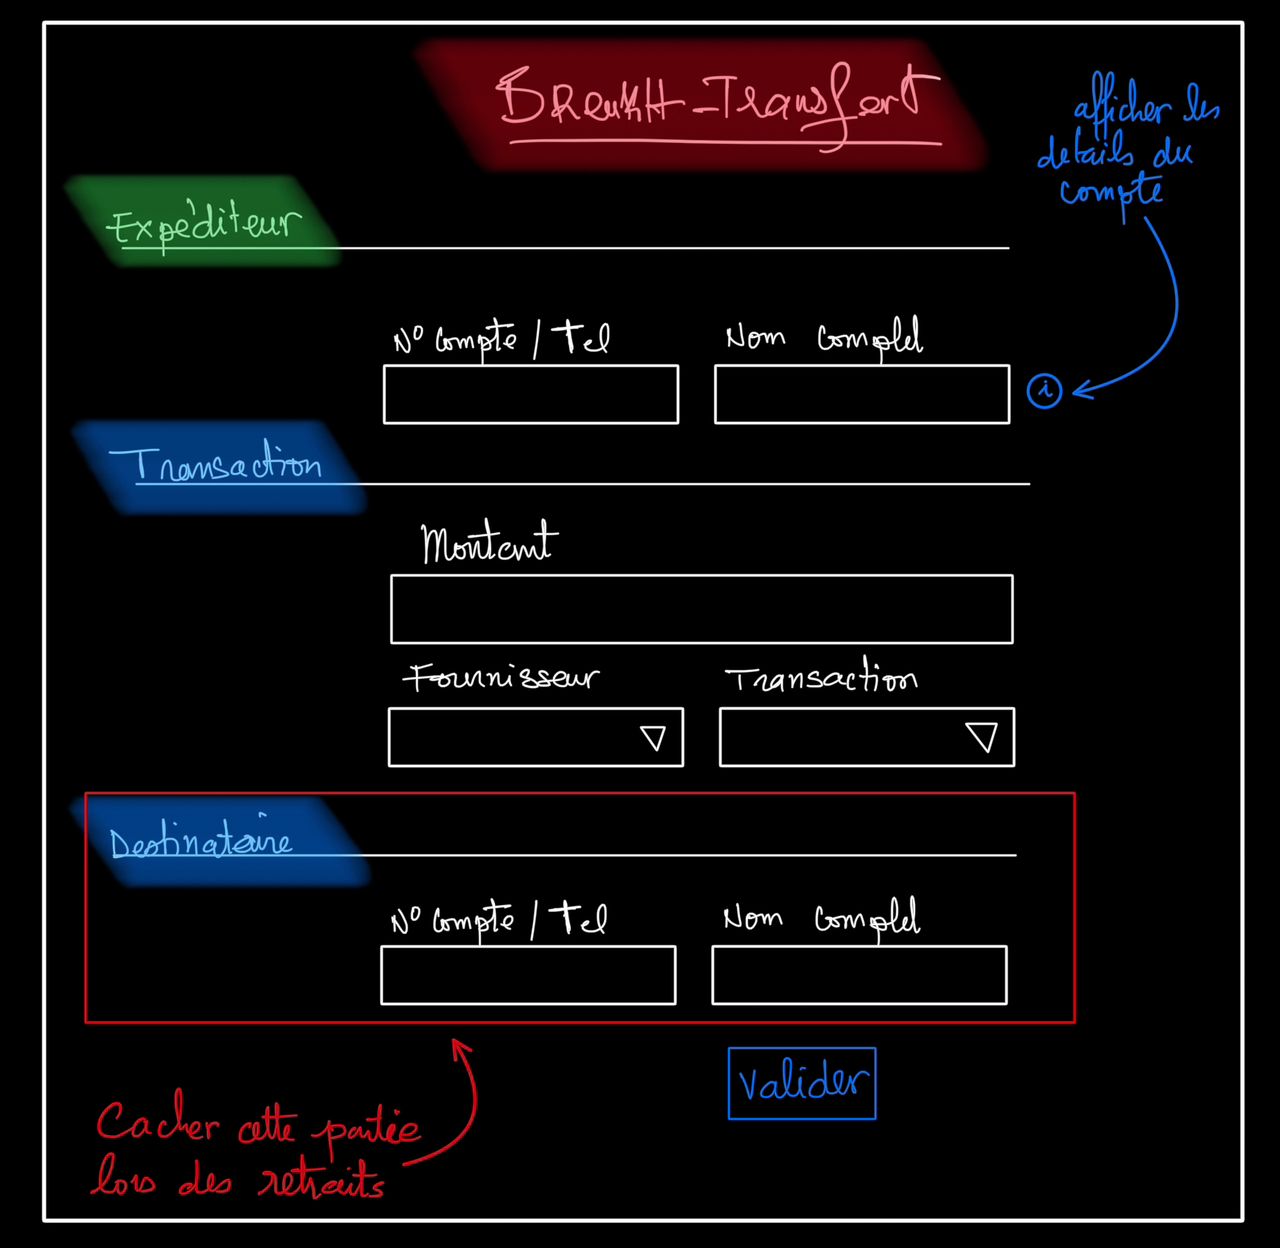 BReukH-Transfert
afficher les
details du
compte
Expéditeur
N° Compte / Tel
Nom Complet
i
Transaction
Montant
Fournisseur
Transaction
Destinataire
N° Compte / Tel
Nom Complet
Valider
Cacher cette partie
lors des retraits